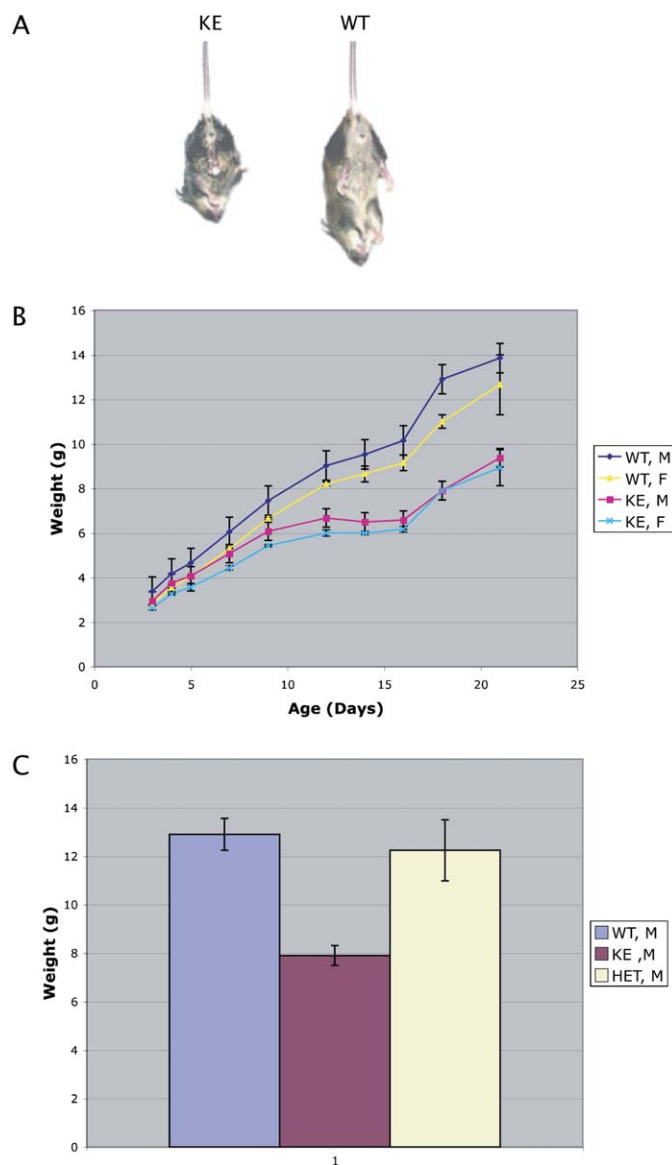 A
KE WT
B
16
14
12
10
8
6
4
2
0
Weight (g)
0 5 10 15 20 25
Age (Days)
WT, M
WT, F
KE, M
KE, F
C
16
14
12
10
8
6
4
2
0
Weight (g)
1
WT, M
KE ,M
HET, M